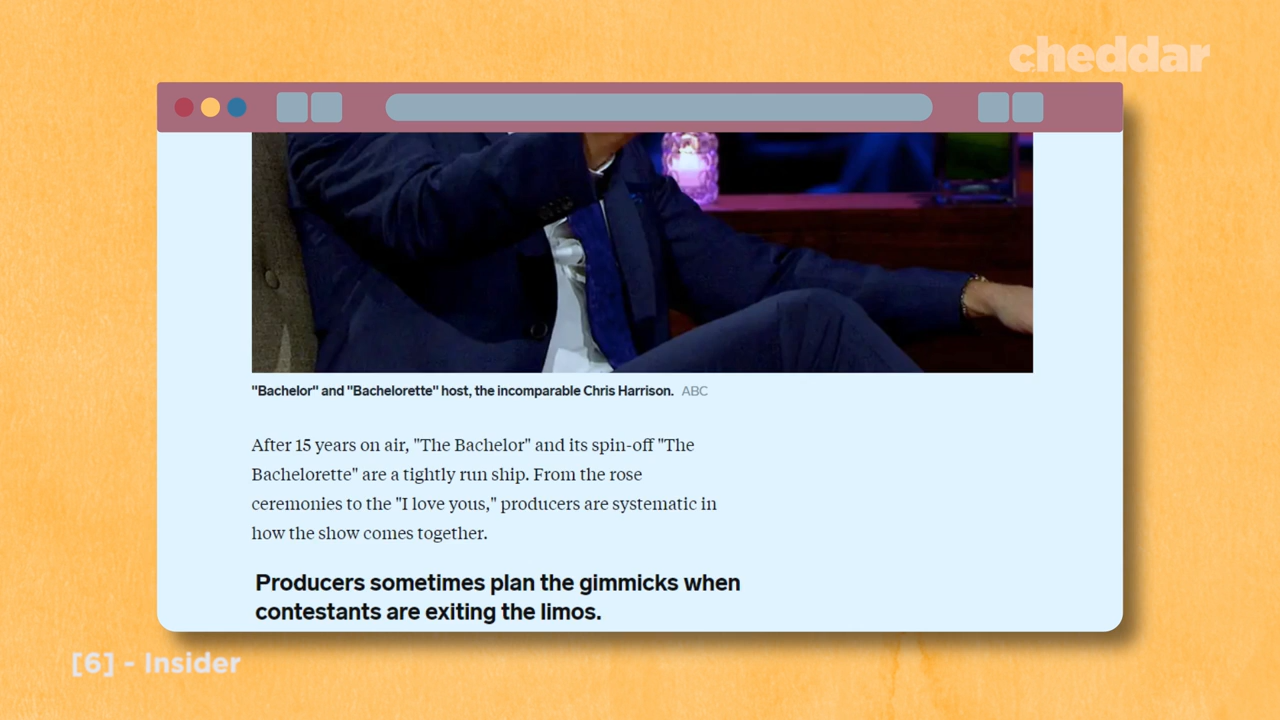 cheddar
"Bachelor" and "Bachelorette" host, the incomparable Chris Harrison. ABC
After 15 years on air, "The Bachelor" and its spin-off "The
Bachelorette" are a tightly run ship. From the rose
ceremonies to the "I love yous," producers are systematic in
how the show comes together.
Producers sometimes plan the gimmicks when
contestants are exiting the limos.
[6] - Insider